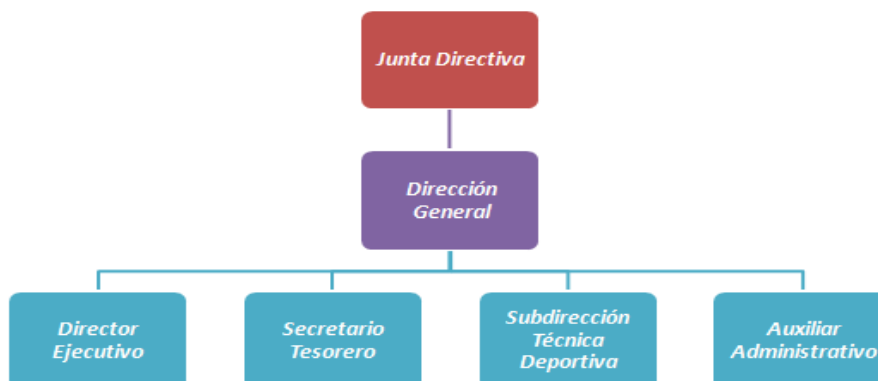 Junta Directiva
Dirección
General
Director
Ejecutivo
Secretario
Tesorero
Subdirección
Técnica
Deportiva
Auxiliar
Administrativo